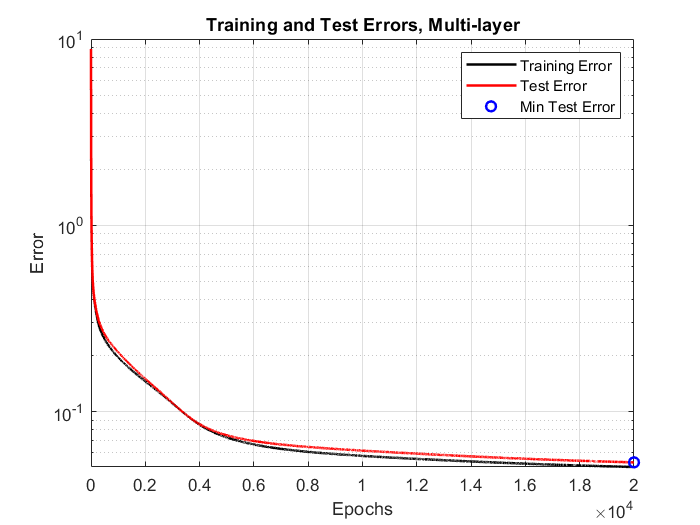 Training and Test Errors, Multi-layer
Training Error
Test Error
Min Test Error
Error
10^1
10^0
10^-1
0 0.2 0.4 0.6 0.8 1 1.2 1.4 1.6 1.8 2
Epochs
×10^4